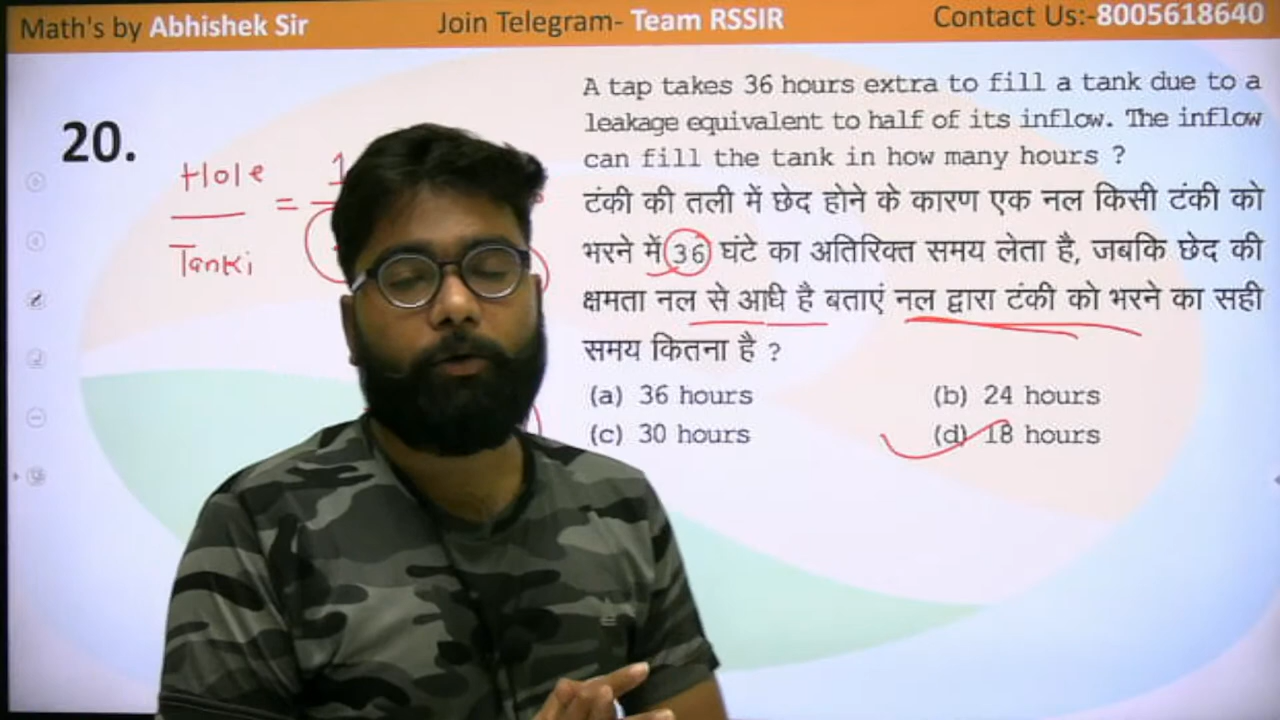 Math's by Abhishek Sir
Join Telegram- Team RSSIR
Contact Us:-8005618640
20.
Hole
Tanki
= 1
A tap takes 36 hours extra to fill a tank due to a
leakage equivalent to half of its inflow. The inflow
can fill the tank in how many hours ?
टंकी की तली में छेद होने के कारण एक नल किसी टंकी को
भरने में 36 घंटे का अतिरिक्त समय लेता है, जबकि छेद की
क्षमता नल से आधी है बताएं नल द्वारा टंकी को भरने का सही
समय कितना है ?
(a) 36 hours
(b) 24 hours
(c) 30 hours
(d) 18 hours